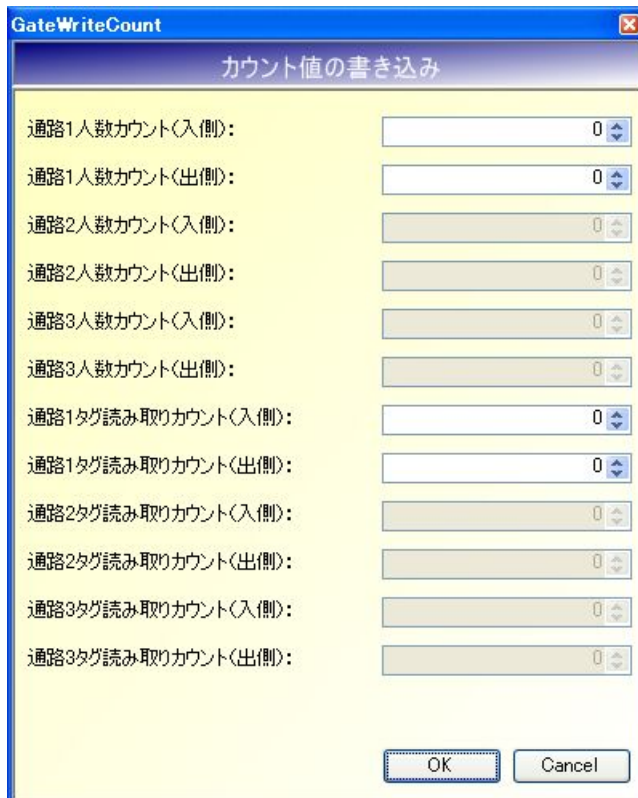 GateWriteCount
カウント値の書き込み
通路1人数カウント(入側): 0
通路1人数カウント(出側): 0
通路2人数カウント(入側): 0
通路2人数カウント(出側): 0
通路3人数カウント(入側): 0
通路3人数カウント(出側): 0
通路1タグ読み取りカウント(入側): 0
通路1タグ読み取りカウント(出側): 0
通路2タグ読み取りカウント(入側): 0
通路2タグ読み取りカウント(出側): 0
通路3タグ読み取りカウント(入側): 0
通路3タグ読み取りカウント(出側): 0
OK Cancel